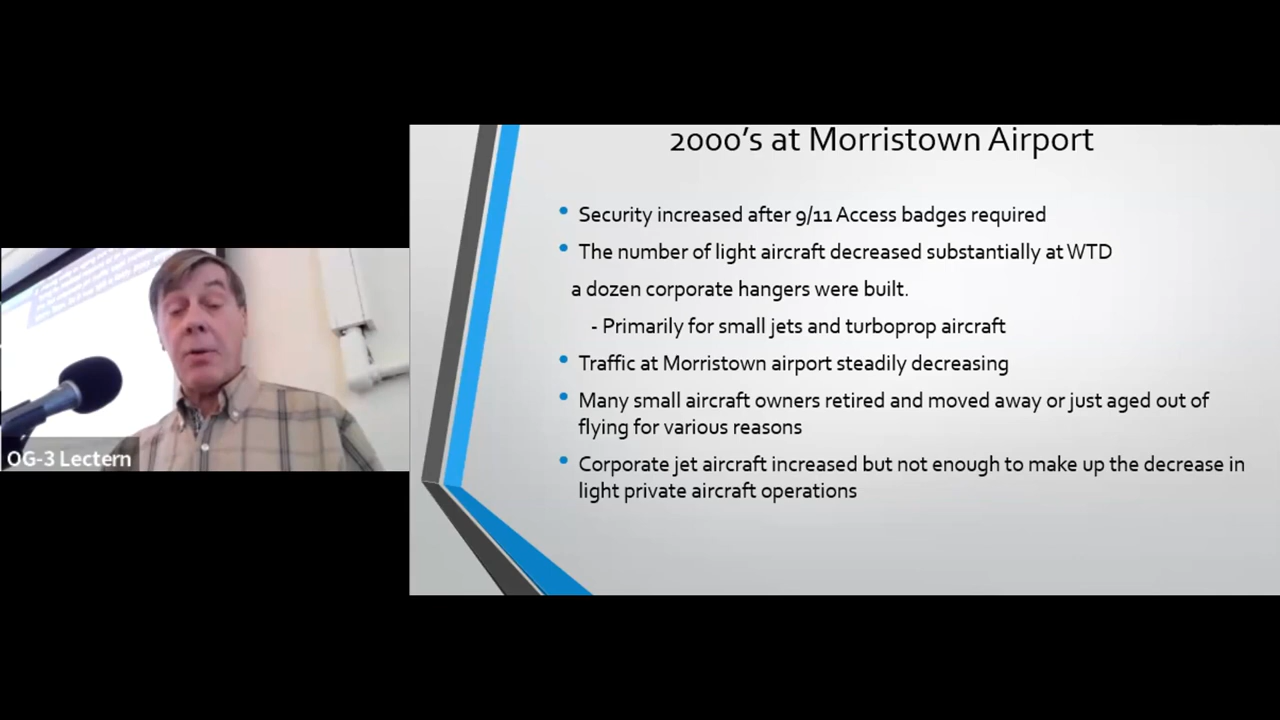 2000's at Morristown Airport
• Security increased after 9/11 Access badges required
• The number of light aircraft decreased substantially at WTD
a dozen corporate hangers were built.
- Primarily for small jets and turboprop aircraft
• Traffic at Morristown airport steadily decreasing
• Many small aircraft owners retired and moved away or just aged out of
flying for various reasons
• Corporate jet aircraft increased but not enough to make up the decrease in
light private aircraft operations
OG-3 Lectern